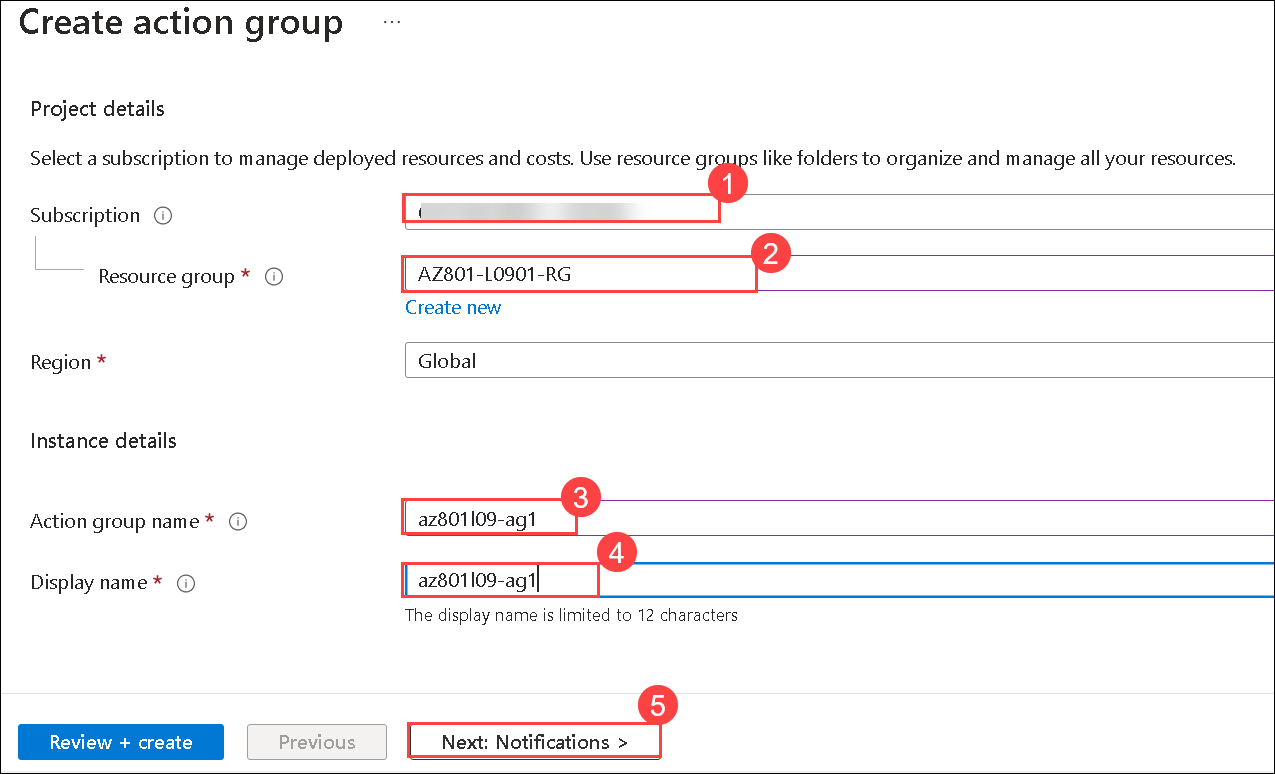 Create action group ...
Project details
Select a subscription to manage deployed resources and costs. Use resource groups like folders to organize and manage all your resources.
1
Subscription
2
Resource group * AZ801-L0901-RG
Create new
Region * Global
Instance details
3
Action group name * az801l09-ag1
4
Display name * az801l09-ag1
The display name is limited to 12 characters
5
Review + create Previous Next: Notifications >